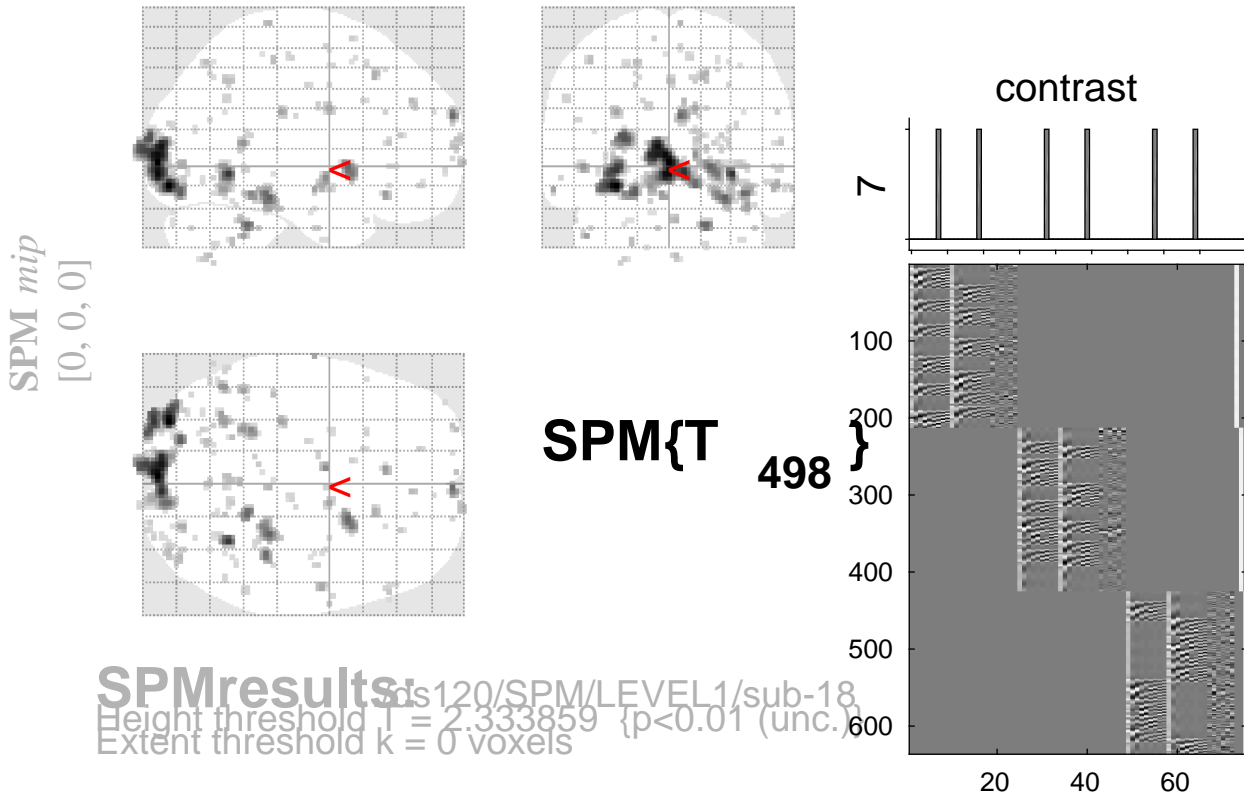 contrast
7
SPM mip
[0, 0, 0]
<
<
<
SPM{T498}
100
200
300
400
500
600
20 40 60
SPMresults: /ds120/SPM/LEVEL1/sub-18
Height threshold T = 2.333859 {p<0.01 (unc.)}
Extent threshold k = 0 voxels